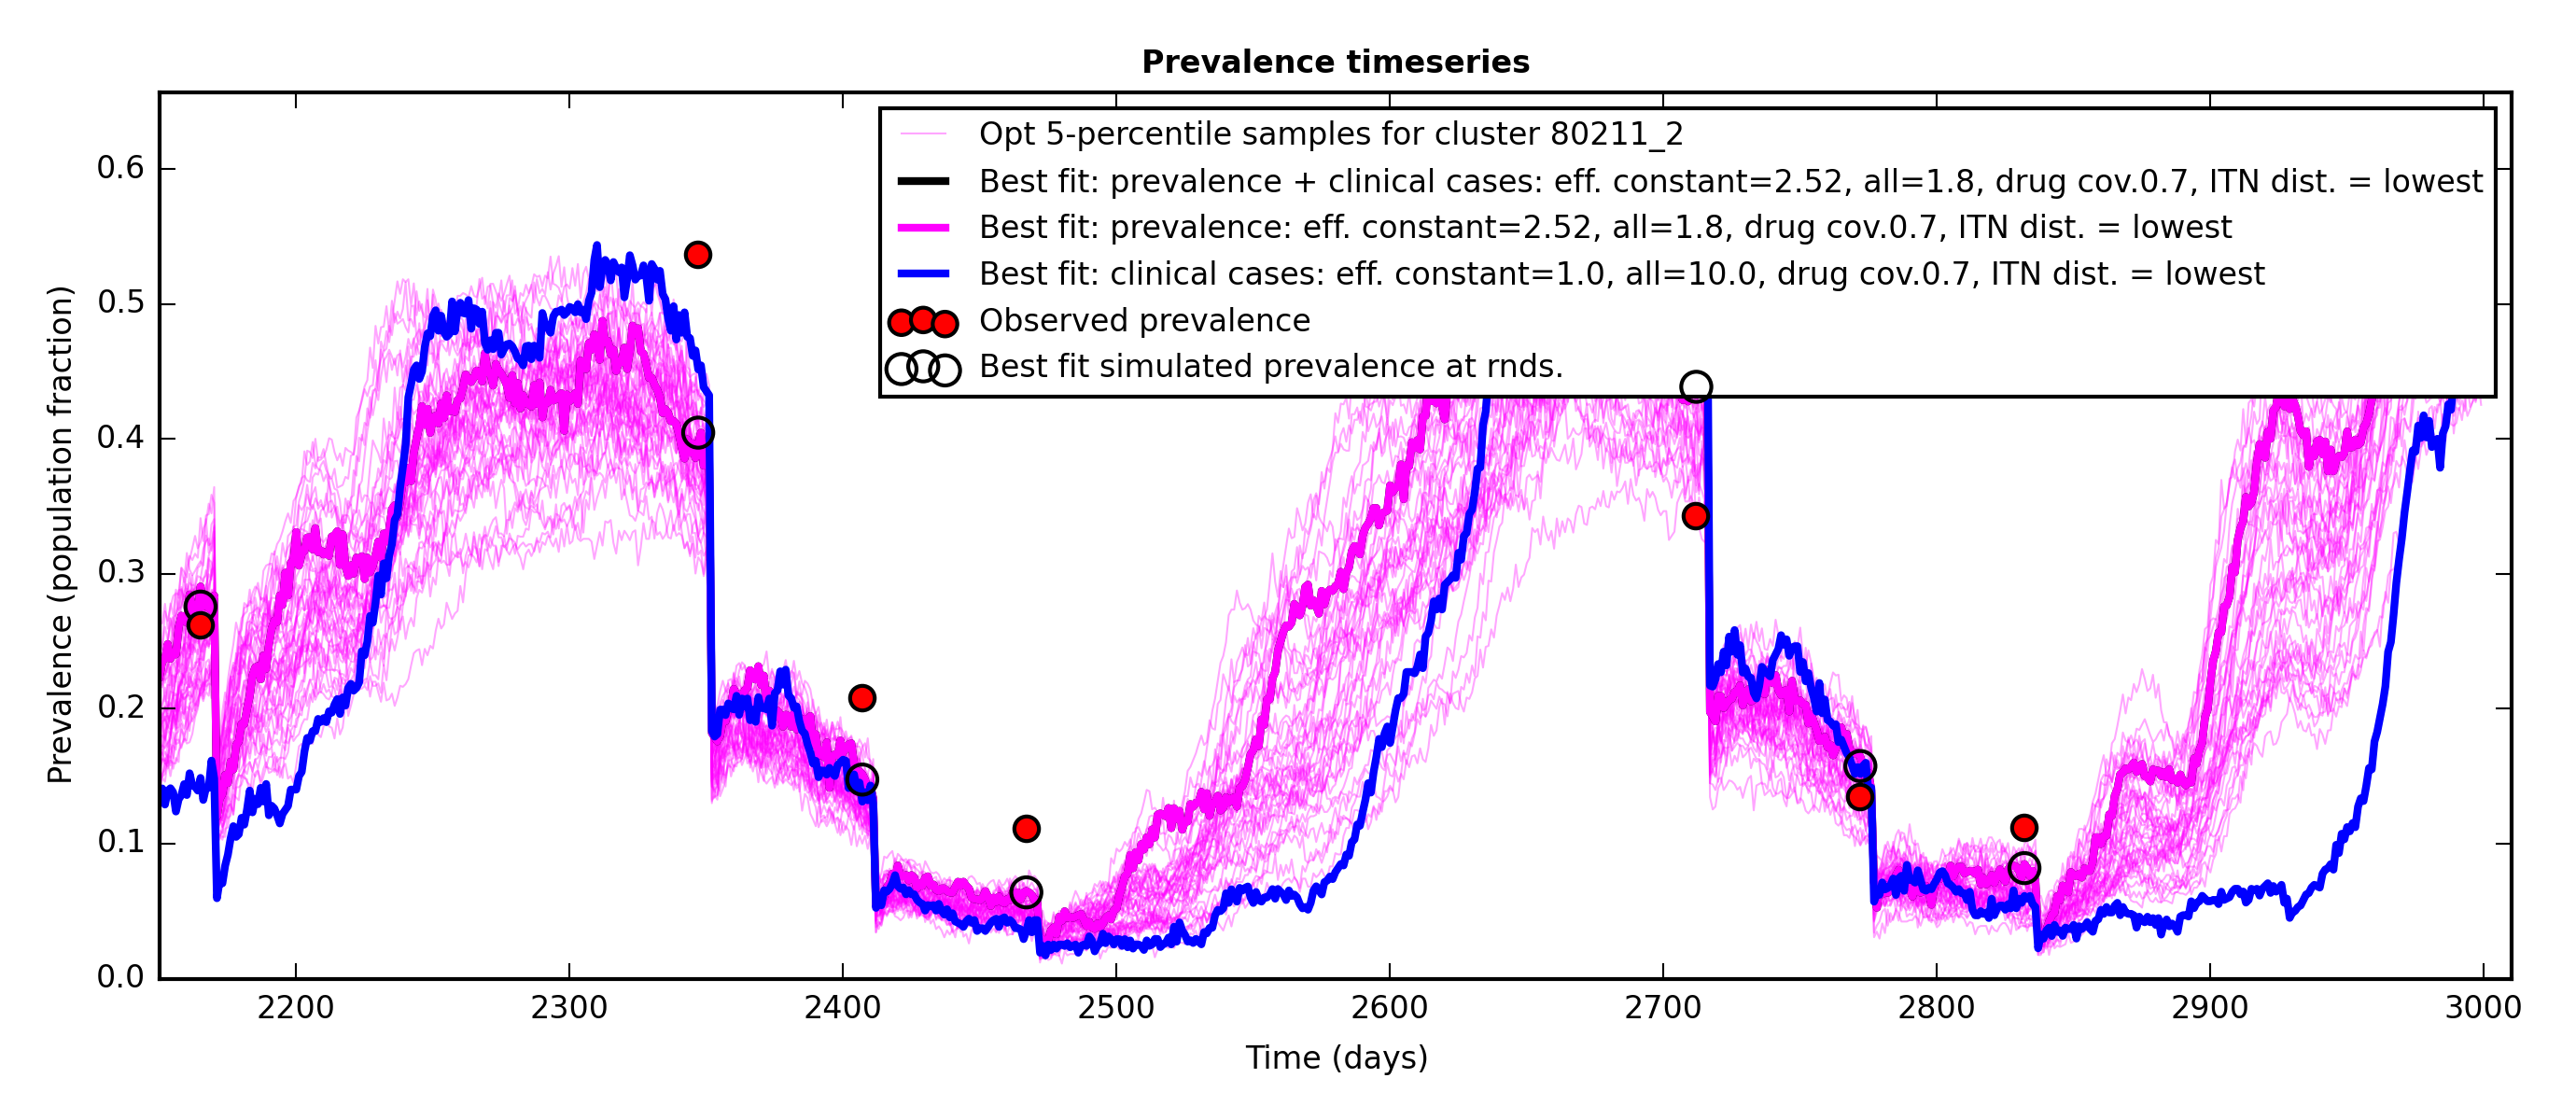 Prevalence timeseries
Opt 5-percentile samples for cluster 80211_2
Best fit: prevalence + clinical cases: eff. constant=2.52, all=1.8, drug cov.0.7, ITN dist. = lowest
Best fit: prevalence: eff. constant=2.52, all=1.8, drug cov.0.7, ITN dist. = lowest
Best fit: clinical cases: eff. constant=1.0, all=10.0, drug cov.0.7, ITN dist. = lowest
Observed prevalence
Best fit simulated prevalence at rnds.
Prevalence (population fraction)
0.6
0.5
0.4
0.3
0.2
0.1
0.0
2200 2300 2400 2500 2600 2700 2800 2900 3000
Time (days)